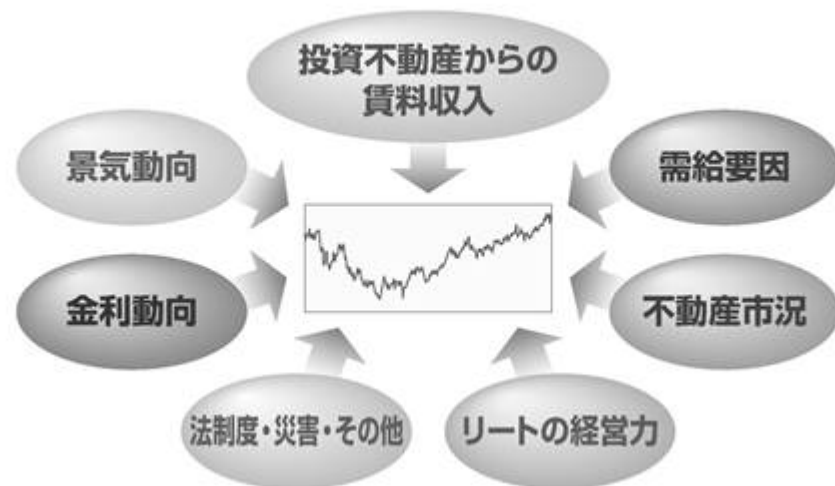 投資不動産からの
賃料収入
景気動向
需給要因
金利動向
不動産市況
法制度・災害・その他
リートの経営力